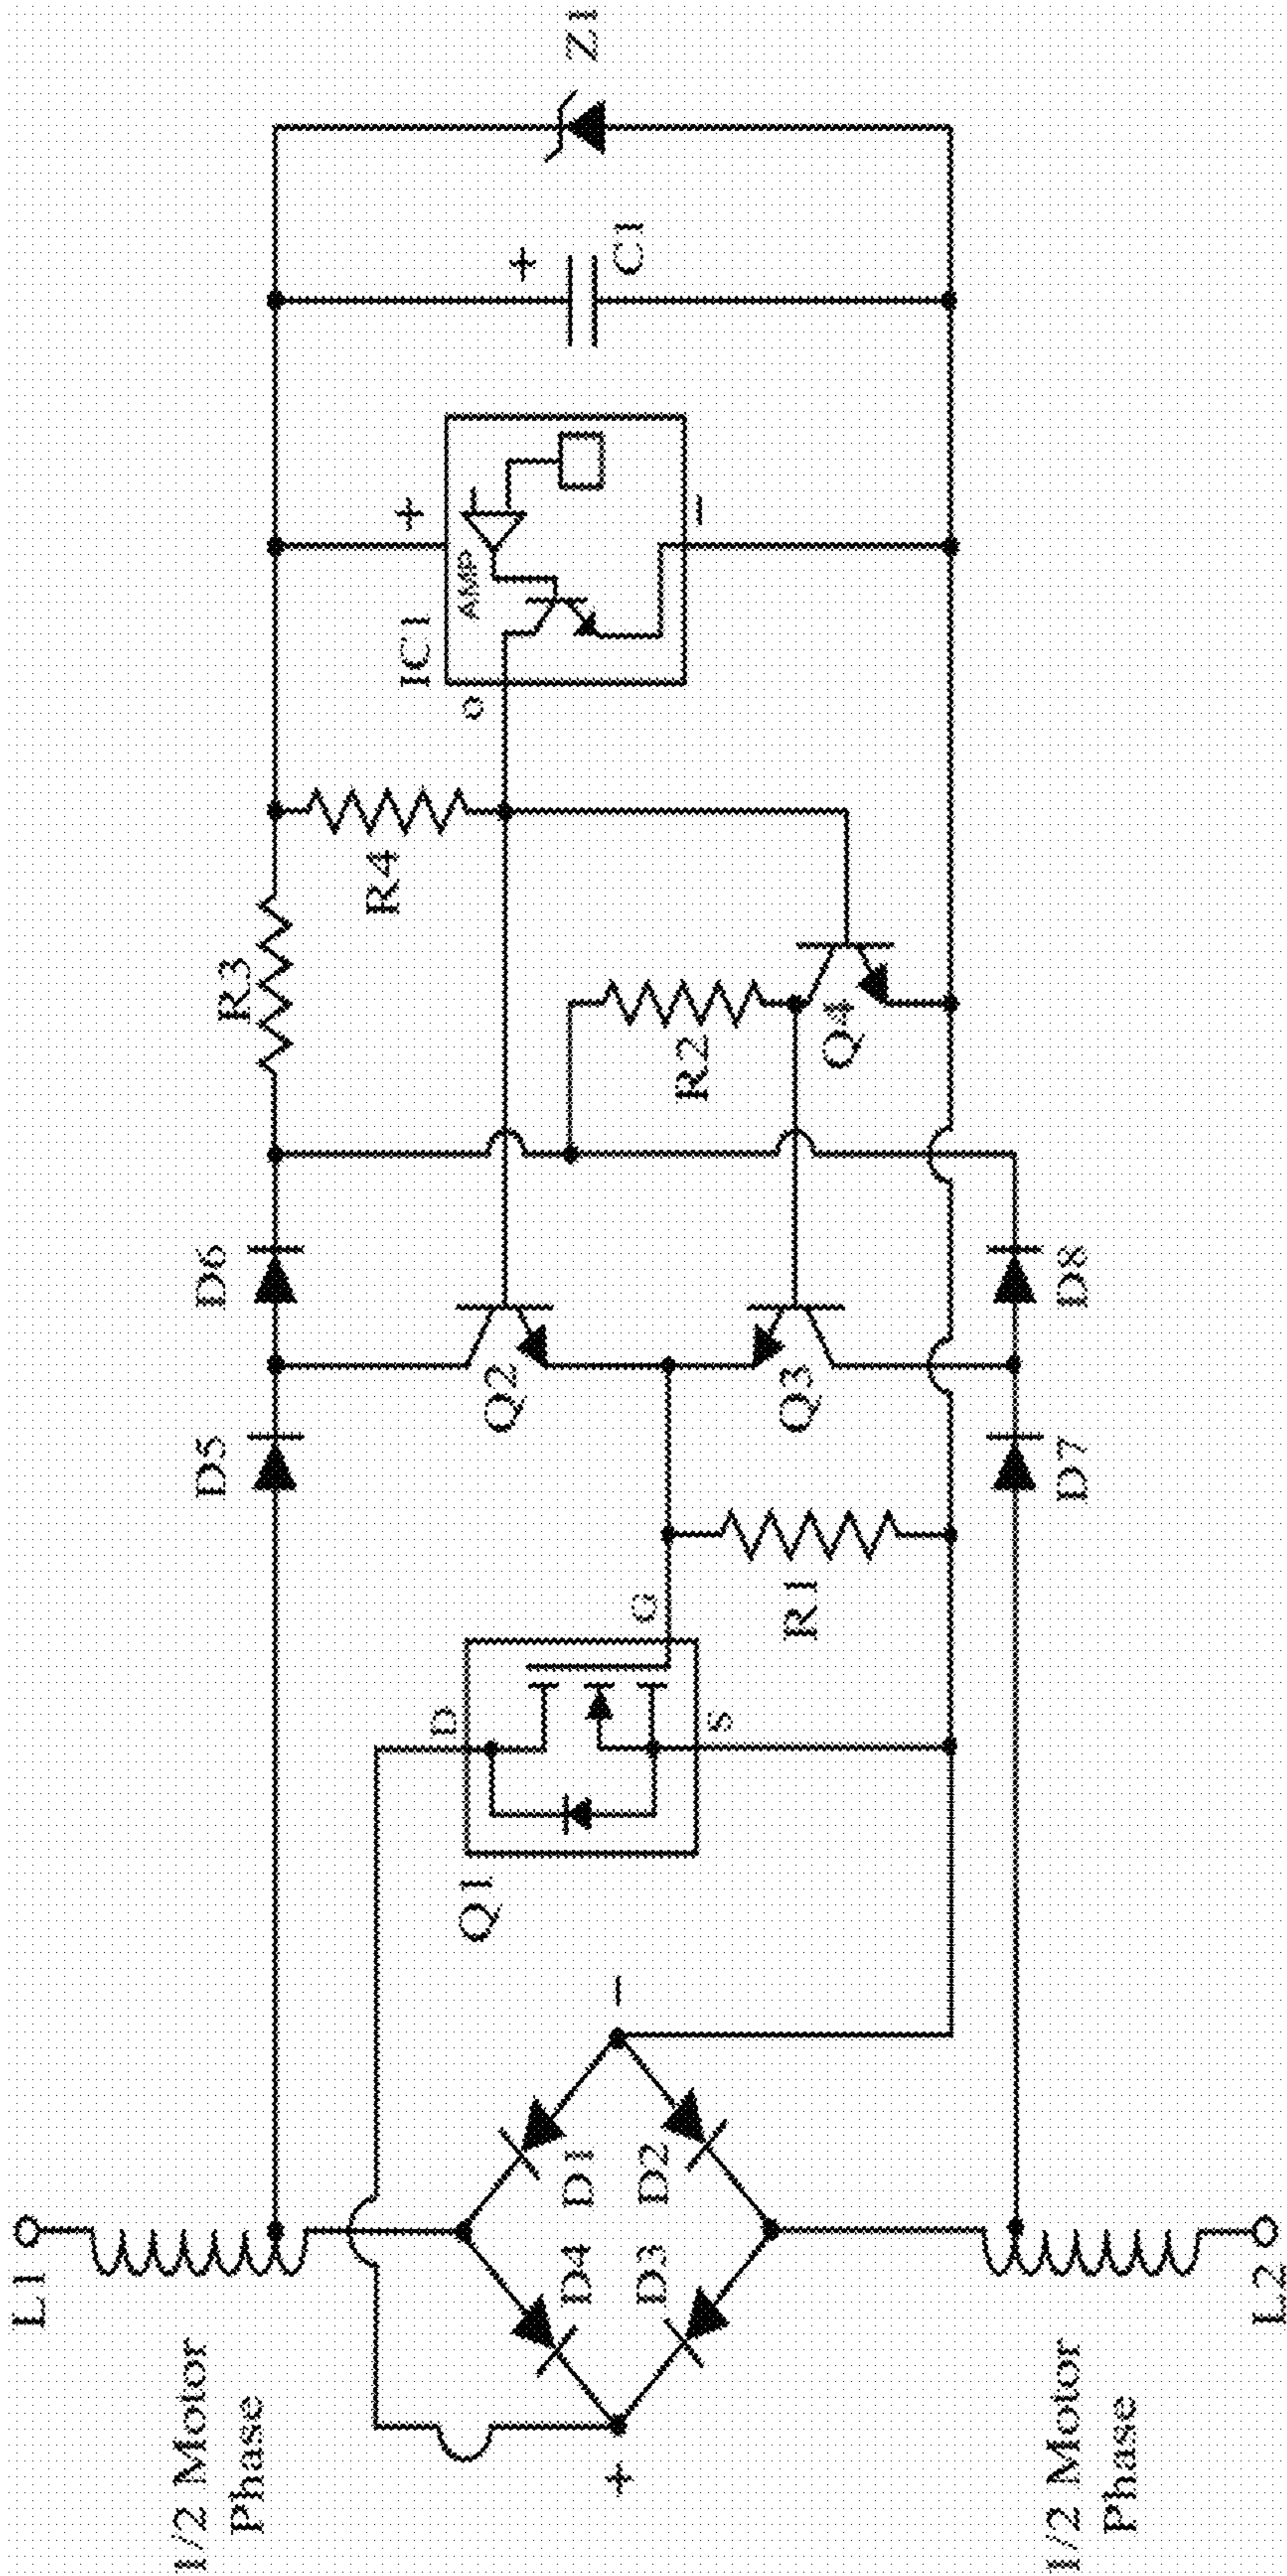 L1
1/2 Motor
Phase
D5
D6
R3
R4
IC1
+
AMP
O
−
+
C1
Z1
Q2
Q3
R2
Q4
Q1
D
G
S
R1
D4
D1
D3
D2
+
−
D7
D8
1/2 Motor
Phase
L2